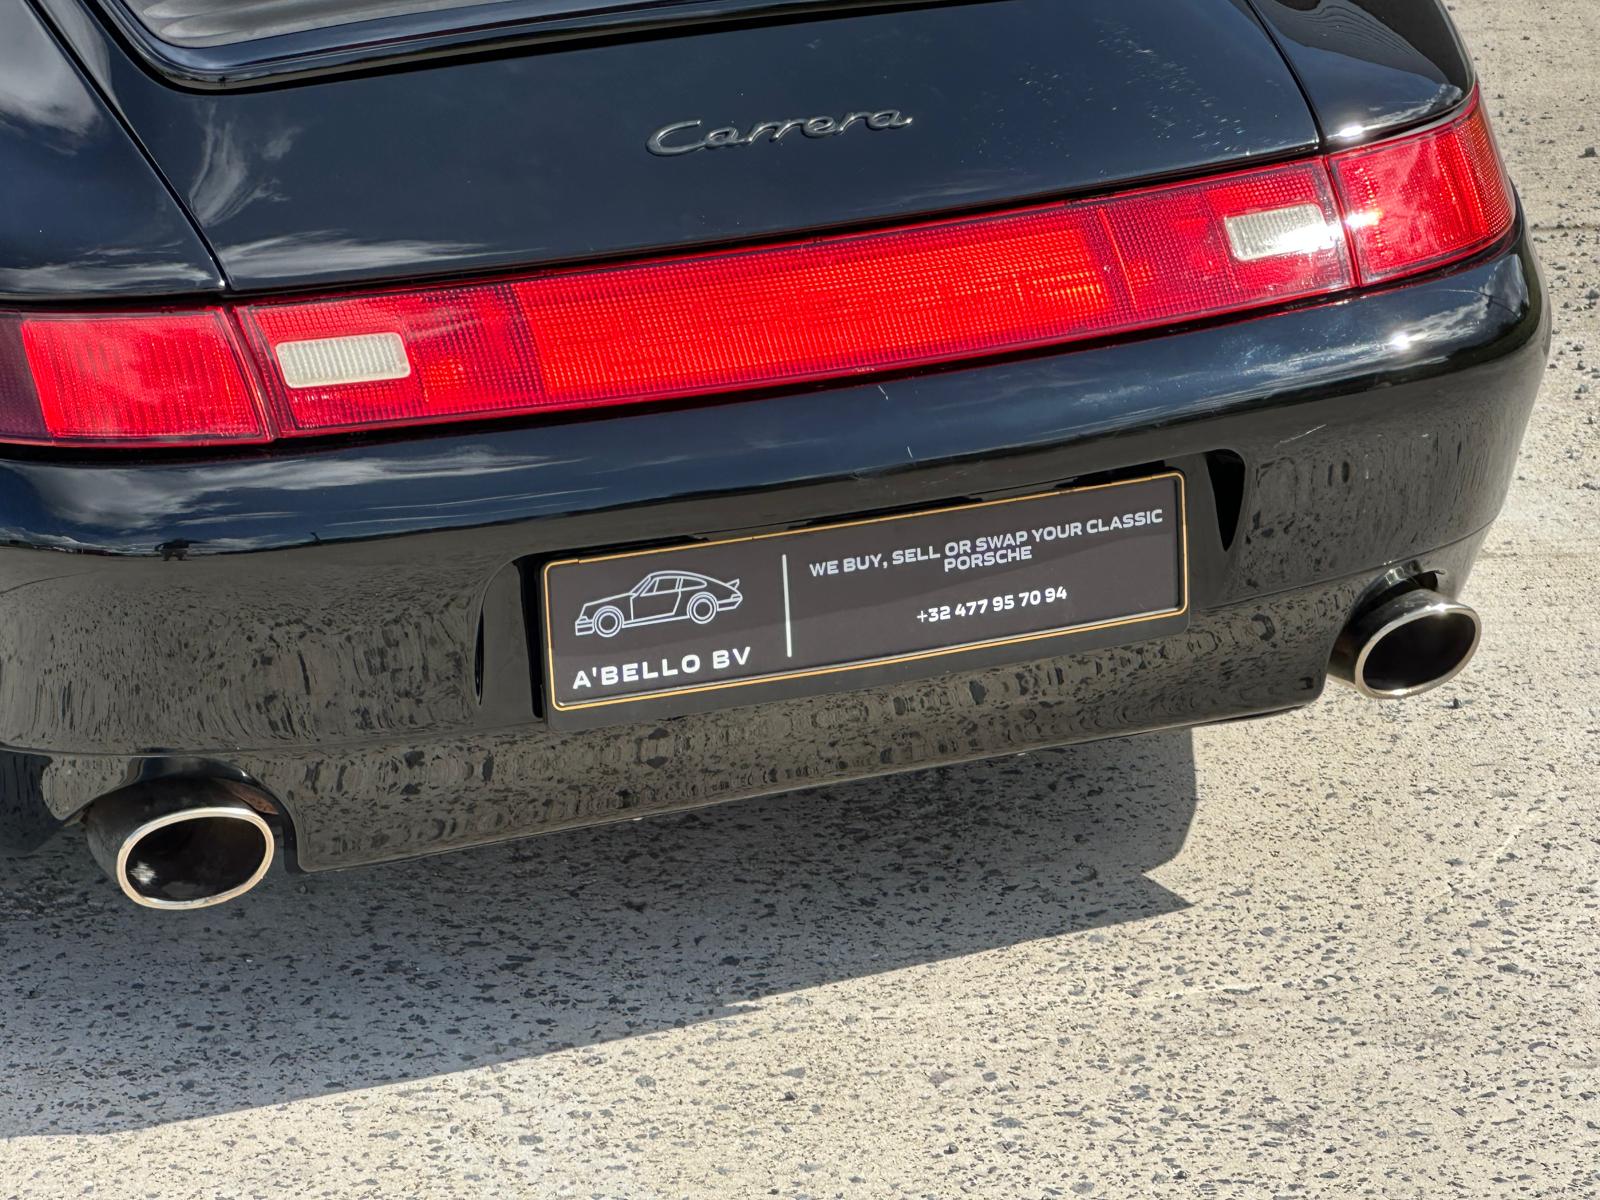 Carrera
WE BUY, SELL OR SWAP YOUR CLASSIC
PORSCHE
+32 477 95 70 94
A'BELLO BV